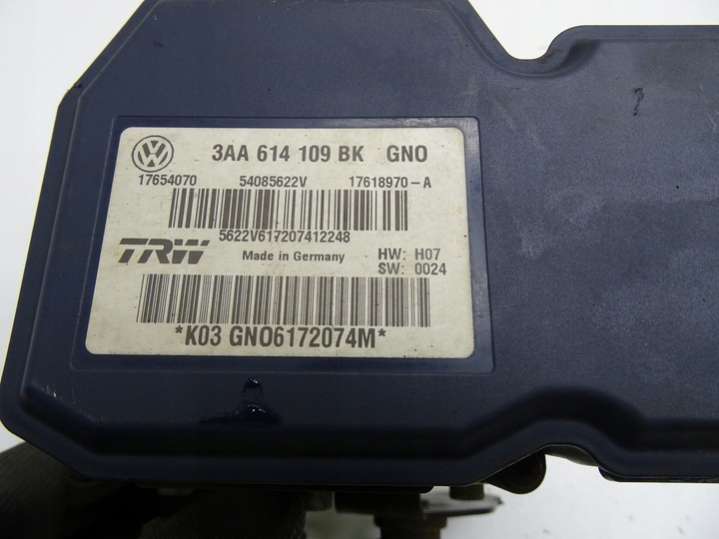 3AA 614 109 BK GNO
17654070 54085622V 17618970-A
5622V617207412248
TRW Made in Germany HW: H07
SW: 0024
*K03 GNO6172074M*